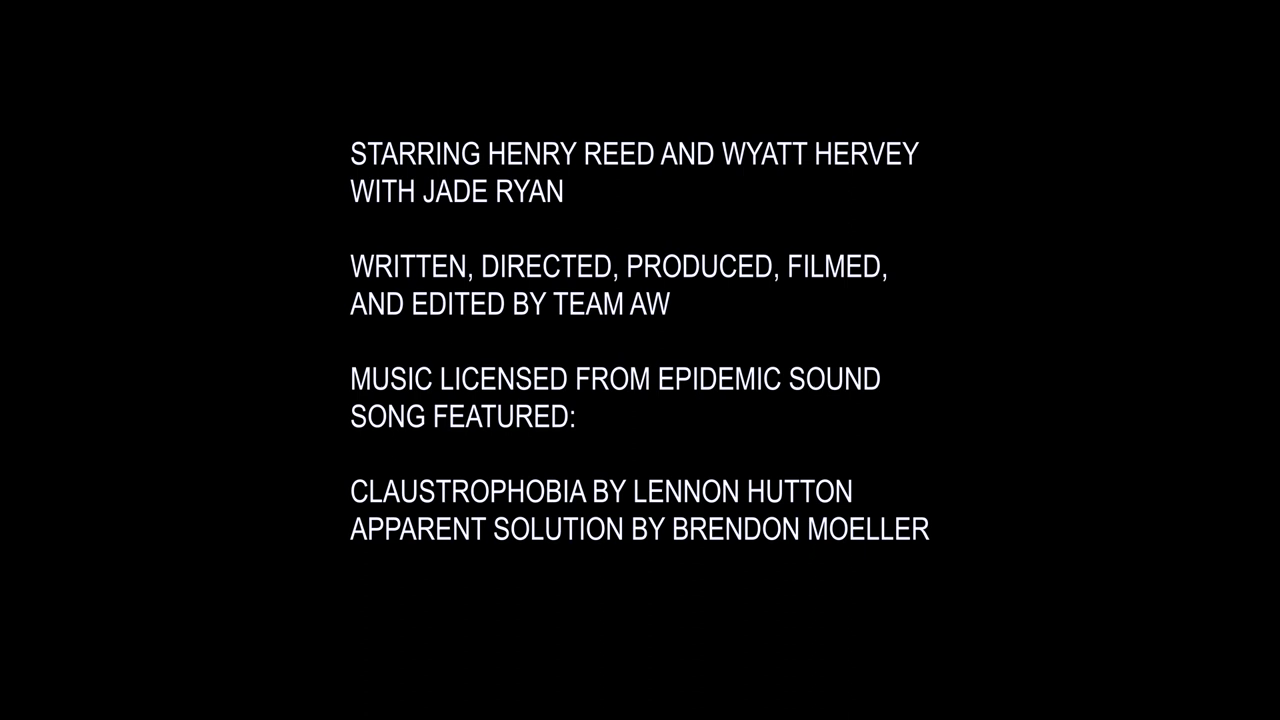 STARRING HENRY REED AND WYATT HERVEY
WITH JADE RYAN
WRITTEN, DIRECTED, PRODUCED, FILMED,
AND EDITED BY TEAM AW
MUSIC LICENSED FROM EPIDEMIC SOUND
SONG FEATURED:
CLAUSTROPHOBIA BY LENNON HUTTON
APPARENT SOLUTION BY BRENDON MOELLER